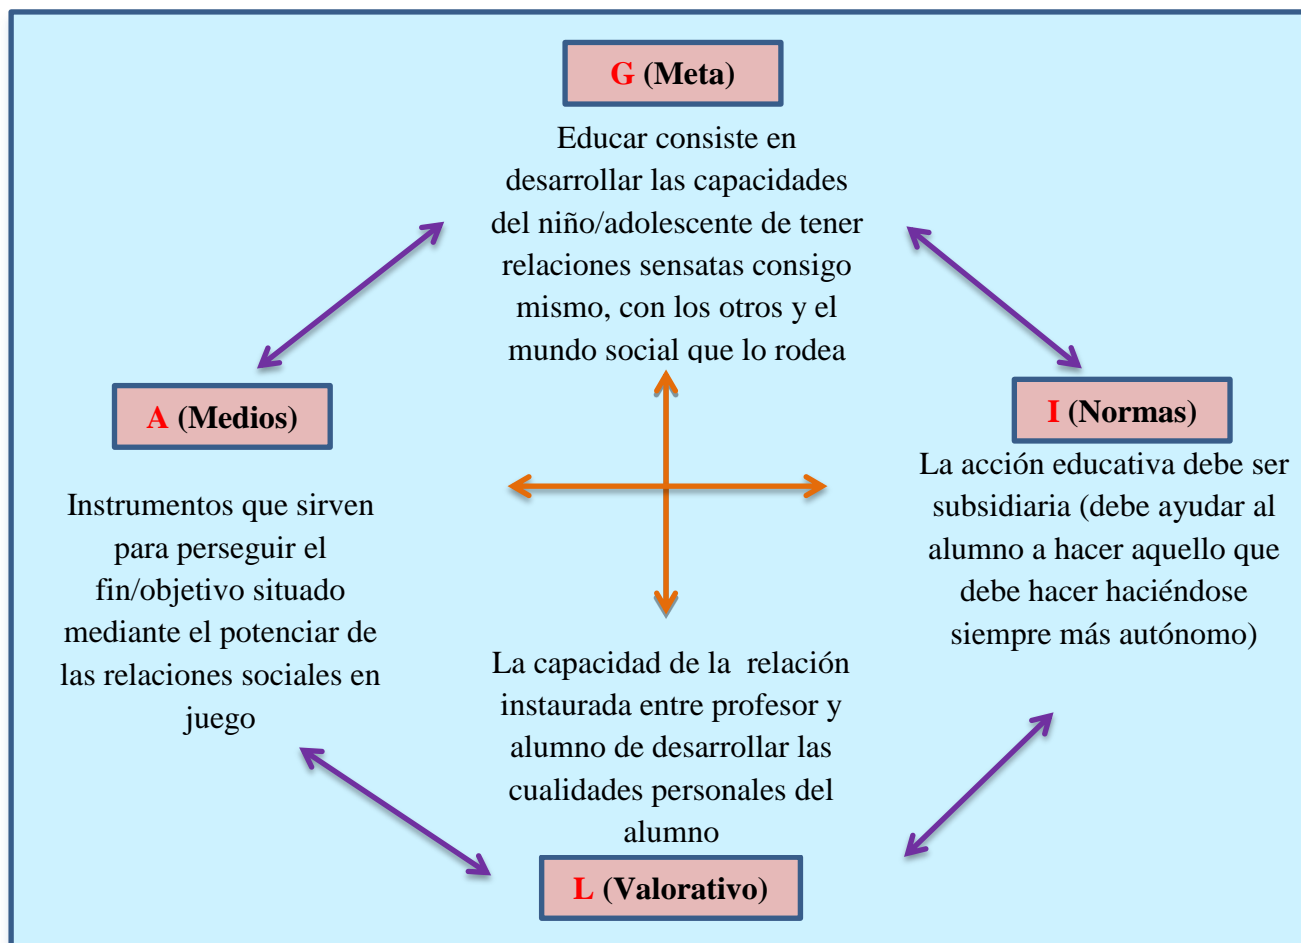 G (Meta)
Educar consiste en
desarrollar las capacidades
del niño/adolescente de tener
relaciones sensatas consigo
mismo, con los otros y el
mundo social que lo rodea
A (Medios)
Instrumentos que sirven
para perseguir el
fin/objetivo situado
mediante el potenciar de
las relaciones sociales en
juego
I (Normas)
La acción educativa debe ser
subsidiaria (debe ayudar al
alumno a hacer aquello que
debe hacer haciéndose
siempre más autónomo)
La capacidad de la relación
instaurada entre profesor y
alumno de desarrollar las
cualidades personales del
alumno
L (Valorativo)